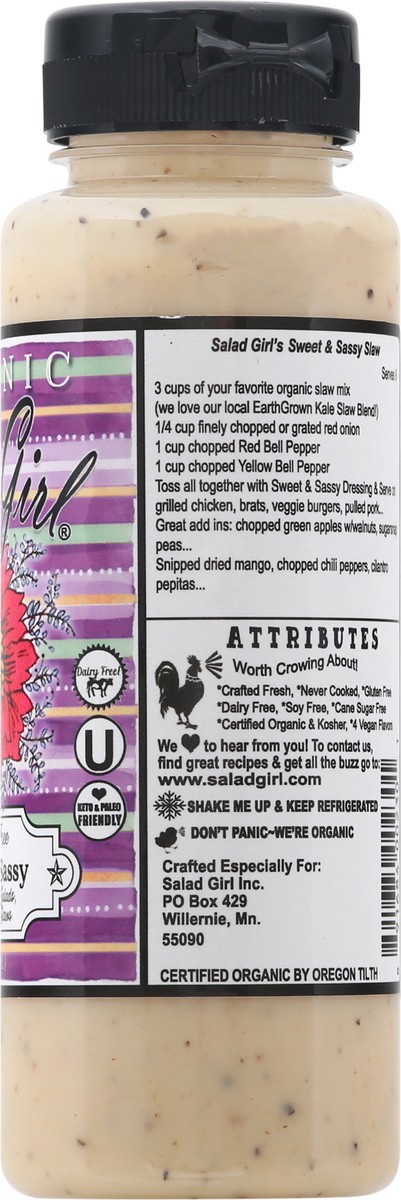 NIC
Girl®
Dairy Free!
U
KETO & PALEO
FRIENDLY
Sassy
Salad Girl's Sweet & Sassy Slaw
Serves
3 cups of your favorite organic slaw mix
(we love our local EarthGrown Kale Slaw Blend!)
1/4 cup finely chopped or grated red onion
1 cup chopped Red Bell Pepper
1 cup chopped Yellow Bell Pepper
Toss all together with Sweet & Sassy Dressing & Serve on
grilled chicken, brats, veggie burgers, pulled pork...
Great add ins: chopped green apples w/walnuts,
peas...
Snipped dried mango, chopped chili peppers, cilantro
pepitas...
ATTRIBUTES
Worth Crowing About!
*Crafted Fresh, *Never Cooked, *Gluten Free
*Dairy Free, *Soy Free, *Cane Sugar Free
*Certified Organic & Kosher, *4 Vegan Flavors
We ♥ to hear from you! To contact us,
find great recipes & get all the buzz go to:
www.saladgirl.com
SHAKE ME UP & KEEP REFRIGERATED
DON'T PANIC~WE'RE ORGANIC
Crafted Especially For:
Salad Girl Inc.
PO Box 429
Willernie, Mn.
55090
CERTIFIED ORGANIC BY OREGON TILTH